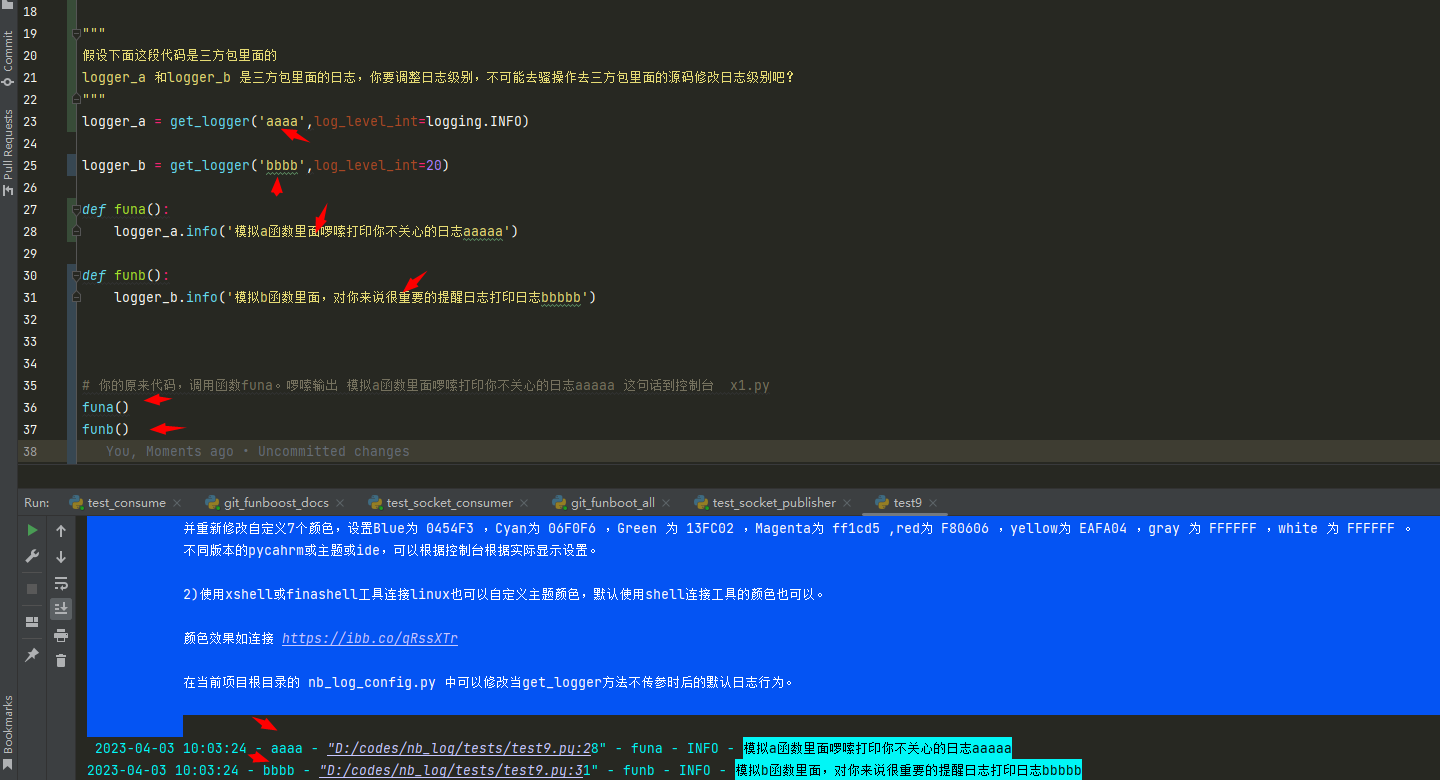 18
19 """
20 假设下面这段代码是三方包里面的
21 logger_a 和logger_b 是三方包里面的日志，你要调整日志级别，不可能去骚操作去三方包里面的源码修改日志级别吧？
22 """
23 logger_a = get_logger('aaaa',log_level_int=logging.INFO)
24
25 logger_b = get_logger('bbbb',log_level_int=20)
26
27 def funa():
28 logger_a.info('模拟a函数里面啰嗦打印你不关心的日志aaaaa')
29
30 def funb():
31 logger_b.info('模拟b函数里面，对你来说很重要的提醒日志打印日志bbbbb')
32
33
34
35 # 你的原来代码，调用函数funa。啰嗦输出 模拟a函数里面啰嗦打印你不关心的日志aaaaa 这句话到控制台  x1.py
36 funa()
37 funb()
38 You, Moments ago • Uncommitted changes
Commit
Pull Requests
Bookmarks
Run: test_consume git_funboost_docs test_socket_consumer git_funboot_all test_socket_publisher test9
并重新修改自定义7个颜色，设置Blue为 0454F3 ，Cyan为 06F0F6 ，Green 为 13FC02 ，Magenta为 ff1cd5 ,red为 F80606 ，yellow为 EAFA04 ，gray 为 FFFFFF ，white 为 FFFFFF 。
不同版本的pycahrm或主题或ide，可以根据控制台根据实际显示设置。
2)使用xshell或finashell工具连接linux也可以自定义主题颜色，默认使用shell连接工具的颜色也可以。
颜色效果如连接 https://ibb.co/qRssXTr
在当前项目根目录的 nb_log_config.py 中可以修改当get_logger方法不传参时后的默认日志行为。
2023-04-03 10:03:24 - aaaa - "D:/codes/nb_log/tests/test9.py:28" - funa - INFO - 模拟a函数里面啰嗦打印你不关心的日志aaaaa
2023-04-03 10:03:24 - bbbb - "D:/codes/nb_log/tests/test9.py:31" - funb - INFO - 模拟b函数里面，对你来说很重要的提醒日志打印日志bbbbb